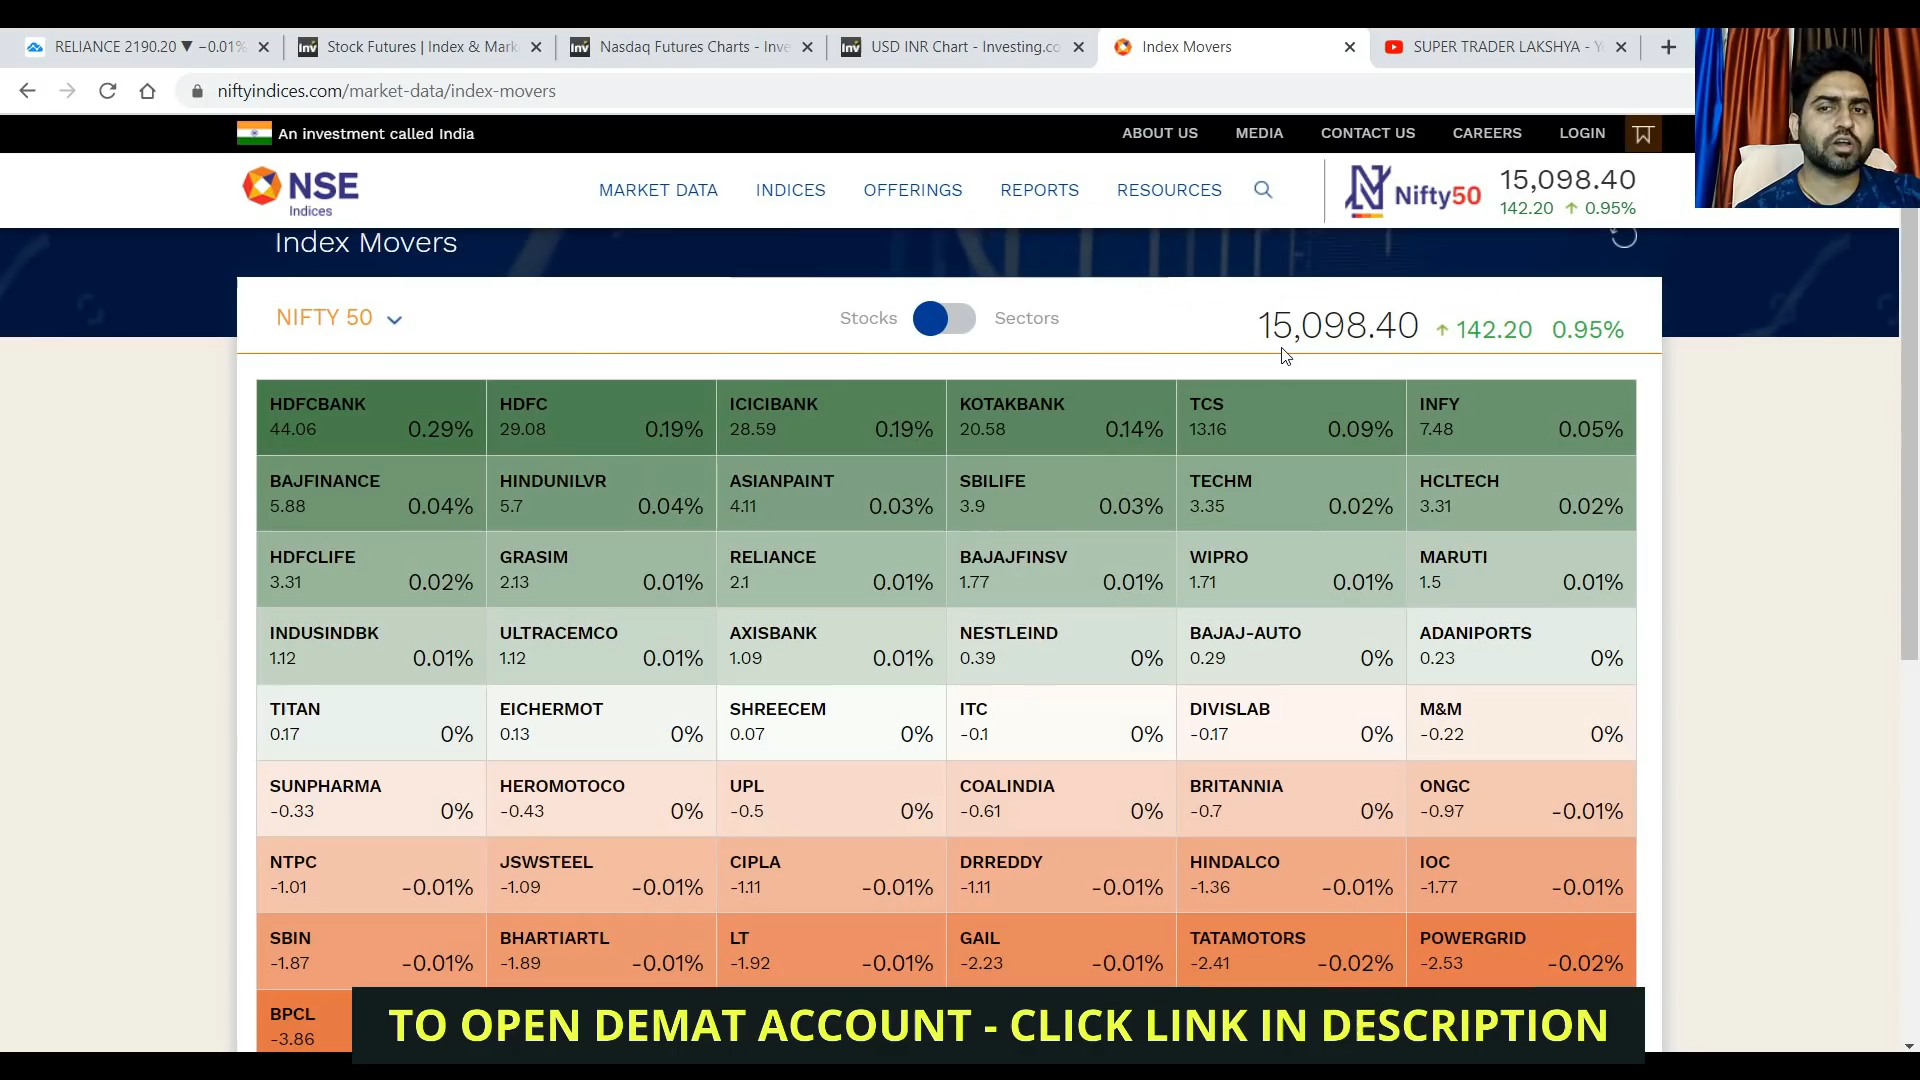 RELIANCE 2190.20 ▼ −0.01%
Stock Futures | Index & Mark
Nasdaq Futures Charts - Inve
USD INR Chart - Investing.co
Index Movers
SUPER TRADER LAKSHYA - Y
niftyindices.com/market-data/index-movers
An investment called India
ABOUT US
MEDIA
CONTACT US
CAREERS
LOGIN
NSE
Indices
MARKET DATA
INDICES
OFFERINGS
REPORTS
RESOURCES
Nifty50
15,098.40
142.20 ↑ 0.95%
Index Movers
NIFTY 50
Stocks
Sectors
15,098.40 ↑ 142.20 0.95%
HDFCBANK
44.06 0.29%
HDFC
29.08 0.19%
ICICIBANK
28.59 0.19%
KOTAKBANK
20.58 0.14%
TCS
13.16 0.09%
INFY
7.48 0.05%
BAJFINANCE
5.88 0.04%
HINDUNILVR
5.7 0.04%
ASIANPAINT
4.11 0.03%
SBILIFE
3.9 0.03%
TECHM
3.35 0.02%
HCLTECH
3.31 0.02%
HDFCLIFE
3.31 0.02%
GRASIM
2.13 0.01%
RELIANCE
2.1 0.01%
BAJAJFINSV
1.77 0.01%
WIPRO
1.71 0.01%
MARUTI
1.5 0.01%
INDUSINDBK
1.12 0.01%
ULTRACEMCO
1.12 0.01%
AXISBANK
1.09 0.01%
NESTLEIND
0.39 0%
BAJAJ-AUTO
0.29 0%
ADANIPORTS
0.23 0%
TITAN
0.17 0%
EICHERMOT
0.13 0%
SHREECEM
0.07 0%
ITC
-0.1 0%
DIVISLAB
-0.17 0%
M&M
-0.22 0%
SUNPHARMA
-0.33 0%
HEROMOTOCO
-0.43 0%
UPL
-0.5 0%
COALINDIA
-0.61 0%
BRITANNIA
-0.7 0%
ONGC
-0.97 -0.01%
NTPC
-1.01 -0.01%
JSWSTEEL
-1.09 -0.01%
CIPLA
-1.11 -0.01%
DRREDDY
-1.11 -0.01%
HINDALCO
-1.36 -0.01%
IOC
-1.77 -0.01%
SBIN
-1.87 -0.01%
BHARTIARTL
-1.89 -0.01%
LT
-1.92 -0.01%
GAIL
-2.23 -0.01%
TATAMOTORS
-2.41 -0.02%
POWERGRID
-2.53 -0.02%
BPCL
-3.86
TO OPEN DEMAT ACCOUNT - CLICK LINK IN DESCRIPTION